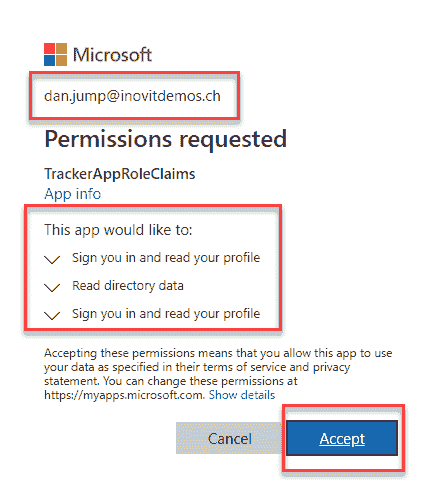 Microsoft
dan.jump@inovitdemos.ch
Permissions requested
TrackerAppRoleClaims
App info
This app would like to:
Sign you in and read your profile
Read directory data
Sign you in and read your profile
Accepting these permissions means that you allow this app to use
your data as specified in their terms of service and privacy
statement. You can change these permissions at
https://myapps.microsoft.com. Show details
Cancel Accept